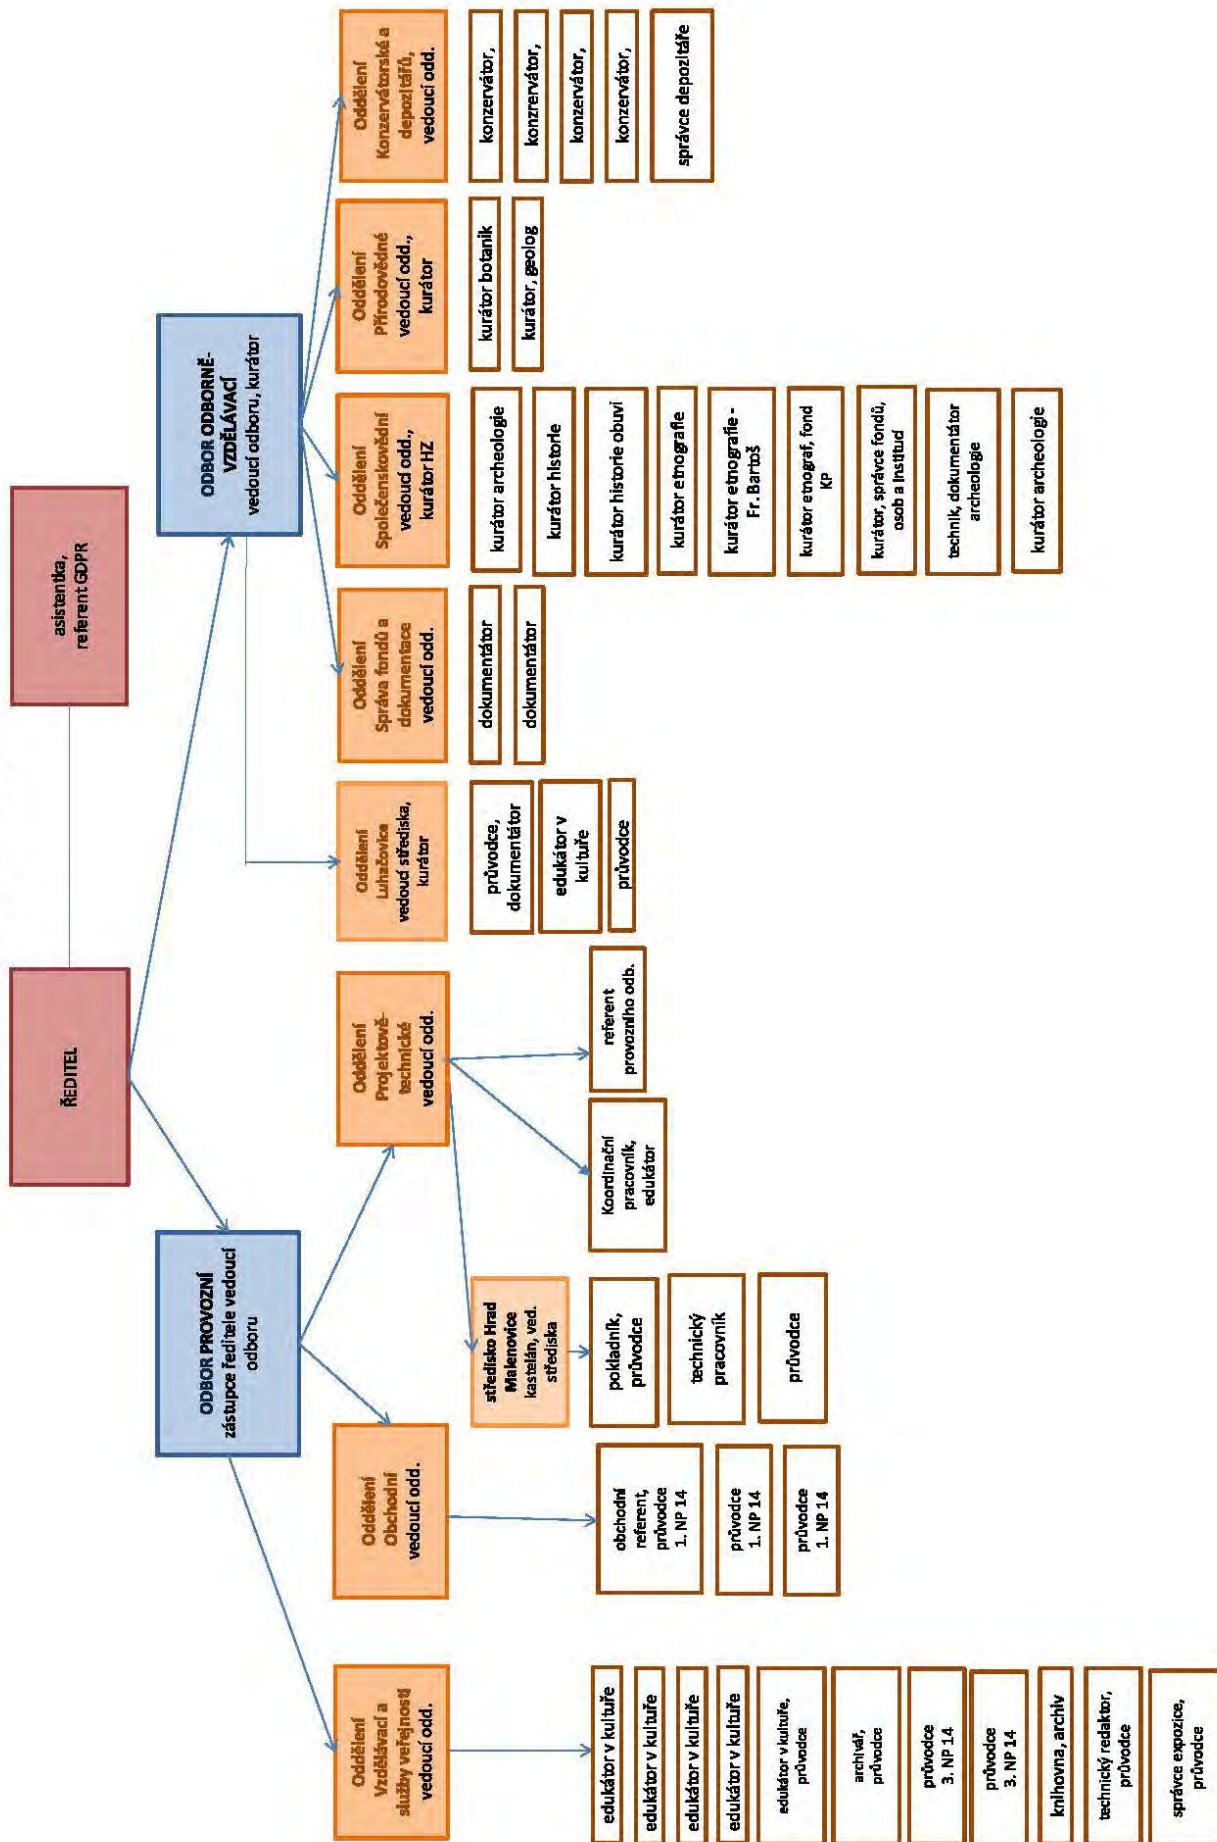 ŘEDITEL
asistentka,
referent GDPR
ODBOR PROVOZNÍ
zástupce ředitele vedoucí
odboru
ODBOR ODBORNĚ-
VZDĚLÁVACÍ
vedoucí odboru, kurátor
Oddělení
Vzdělávací a
služby veřejnosti
vedoucí odd.
Oddělení
Obchodní
vedoucí odd.
Oddělení
Projektově-
technické
vedoucí odd.
Oddělení
Luhačovice
vedoucí střediska,
kurátor
Oddělení
Správa fondů a
dokumentace
vedoucí odd.
Oddělení
Společenskovědní
vedoucí odd.,
kurátor HZ
Oddělení
Přírodovědné
vedoucí odd.,
kurátor
Oddělení
Konzervátorské a
depozitářů,
vedoucí odd.
edukátor v kultuře
edukátor v kultuře
edukátor v kultuře
edukátor v kultuře
edukátor v kultuře,
průvodce
archivář,
průvodce
průvodce
3. NP 14
průvodce
3. NP 14
knihovna, archiv
technický redaktor,
průvodce
správce expozice,
průvodce
obchodní
referent,
průvodce
1. NP 14
průvodce
1. NP 14
průvodce
1. NP 14
středisko Hrad
Malenovice
kastelán, ved.
střediska
pokladník,
průvodce
technický
pracovník
průvodce
Koordinační
pracovník,
edukátor
referent
provozního odb.
průvodce,
dokumentátor
edukátor v
kultuře
průvodce
dokumentátor
dokumentátor
kurátor archeologie
kurátor historie
kurátor historie obuvi
kurátor etnografie
kurátor etnografie -
Fr. Bartoš
kurátor etnograf, fond
KP
kurátor, správce fondů,
osob a institud
technik, dokumentátor
archeologie
kurátor archeologie
kurátor botanik
kurátor, geolog
konzervátor,
konzrervátor,
konzervátor,
konzervátor,
správce depozitáře